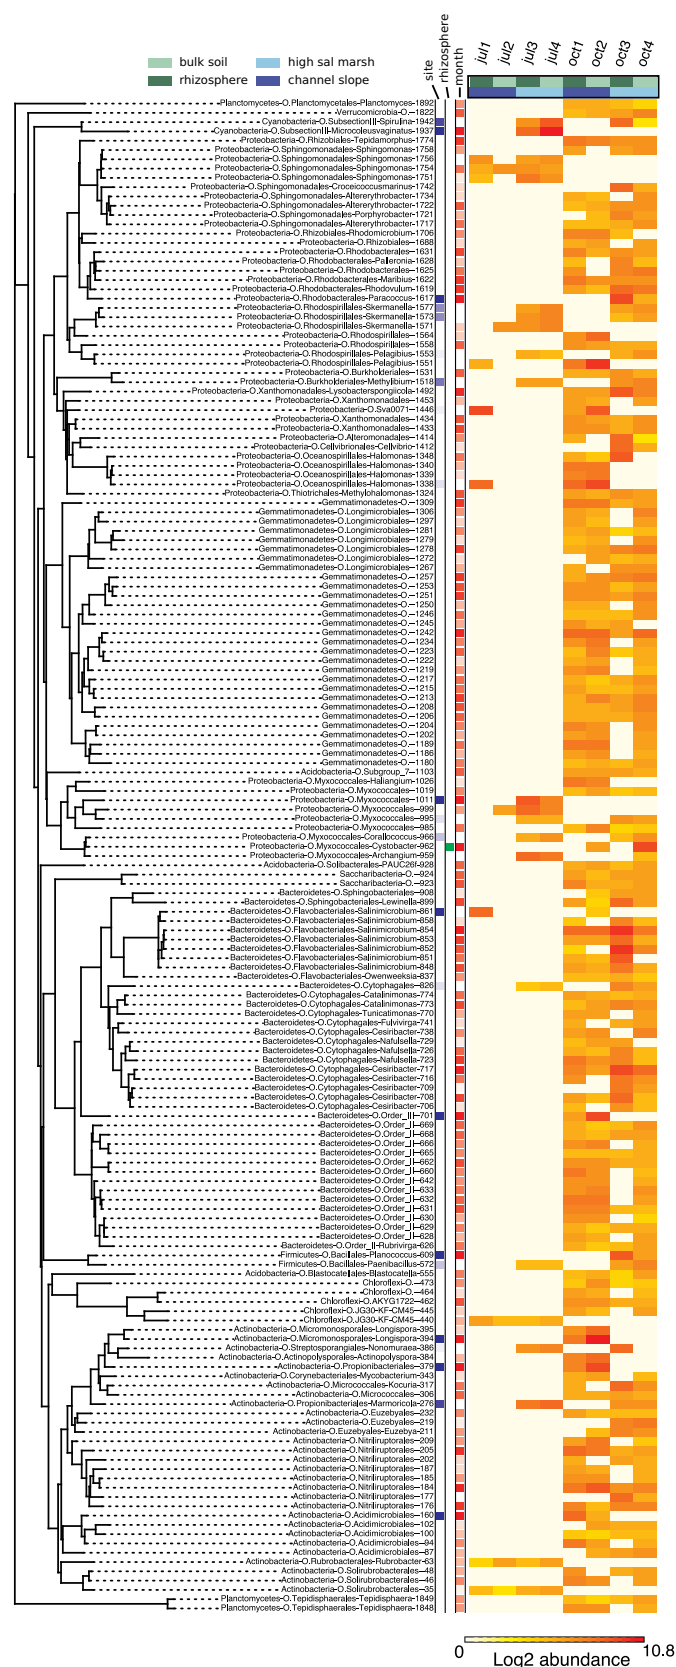 bulk soil
high sal marsh
rhizosphere
channel slope
site
rhizosphere
month
jul1
jul2
jul3
jul4
oct1
oct2
oct3
oct4
Planctomycetes-O.Planctomycetales-Planctomyces-1892
Verrucomicrobia-O.-1822
Cyanobacteria-O.SubsectionIII-Spirulina-1942
Cyanobacteria-O.SubsectionIII-Microcoleusvaginatus-1937
Proteobacteria-O.Rhizobiales-Tepidamorphus-1774
Proteobacteria-O.Sphingomonadales-Sphingomonas-1758
Proteobacteria-O.Sphingomonadales-Sphingomonas-1756
Proteobacteria-O.Sphingomonadales-Sphingomonas-1754
Proteobacteria-O.Sphingomonadales-Sphingomonas-1751
Proteobacteria-O.Sphingomonadales-Croceicoccusmarinus-1742
Proteobacteria-O.Sphingomonadales-Altererythrobacter-1734
Proteobacteria-O.Sphingomonadales-Altererythrobacter-1722
Proteobacteria-O.Sphingomonadales-Porphyrobacter-1721
Proteobacteria-O.Sphingomonadales-Altererythrobacter-1717
Proteobacteria-O.Rhizobiales-Rhodomicrobium-1706
Proteobacteria-O.Rhizobiales-1688
Proteobacteria-O.Rhodobacterales-1631
Proteobacteria-O.Rhodobacterales-Palleronia-1628
Proteobacteria-O.Rhodobacterales-1625
Proteobacteria-O.Rhodobacterales-Maribius-1622
Proteobacteria-O.Rhodobacterales-Rhodovulum-1619
Proteobacteria-O.Rhodobacterales-Paracoccus-1617
Proteobacteria-O.Rhodospirillales-Skermanella-1577
Proteobacteria-O.Rhodospirillales-Skermanella-1573
Proteobacteria-O.Rhodospirillales-Skermanella-1571
Proteobacteria-O.Rhodospirillales-1564
Proteobacteria-O.Rhodospirillales-1558
Proteobacteria-O.Rhodospirillales-Pelagibius-1553
Proteobacteria-O.Rhodospirillales-Pelagibius-1551
Proteobacteria-O.Burkholderiales-1531
Proteobacteria-O.Burkholderiales-Methylibium-1518
Proteobacteria-O.Xanthomonadales-Lysobacterspongiicola-1492
Proteobacteria-O.Xanthomonadales-1453
Proteobacteria-O.Sva0071-1446
Proteobacteria-O.Xanthomonadales-1434
Proteobacteria-O.Xanthomonadales-1433
Proteobacteria-O.Alteromonadales-1414
Proteobacteria-O.Cellvibrionales-Cellvibrio-1412
Proteobacteria-O.Oceanospirillales-Halomonas-1348
Proteobacteria-O.Oceanospirillales-Halomonas-1340
Proteobacteria-O.Oceanospirillales-Halomonas-1339
Proteobacteria-O.Oceanospirillales-Halomonas-1338
Proteobacteria-O.Thiotrichales-Methylohalomonas-1324
Gemmatimonadetes-O.-1309
Gemmatimonadetes-O.Longimicrobiales-1306
Gemmatimonadetes-O.Longimicrobiales-1297
Gemmatimonadetes-O.Longimicrobiales-1281
Gemmatimonadetes-O.Longimicrobiales-1279
Gemmatimonadetes-O.Longimicrobiales-1278
Gemmatimonadetes-O.Longimicrobiales-1272
Gemmatimonadetes-O.Longimicrobiales-1267
Gemmatimonadetes-O.-1257
Gemmatimonadetes-O.-1253
Gemmatimonadetes-O.-1251
Gemmatimonadetes-O.-1250
Gemmatimonadetes-O.-1246
Gemmatimonadetes-O.-1245
Gemmatimonadetes-O.-1242
Gemmatimonadetes-O.-1234
Gemmatimonadetes-O.-1223
Gemmatimonadetes-O.-1222
Gemmatimonadetes-O.-1219
Gemmatimonadetes-O.-1217
Gemmatimonadetes-O.-1215
Gemmatimonadetes-O.-1213
Gemmatimonadetes-O.-1208
Gemmatimonadetes-O.-1206
Gemmatimonadetes-O.-1204
Gemmatimonadetes-O.-1202
Gemmatimonadetes-O.-1189
Gemmatimonadetes-O.-1186
Gemmatimonadetes-O.-1180
Acidobacteria-O.Subgroup_7-1103
Proteobacteria-O.Myxococcales-Haliangium-1026
Proteobacteria-O.Myxococcales-1019
Proteobacteria-O.Myxococcales-1011
Proteobacteria-O.Myxococcales-999
Proteobacteria-O.Myxococcales-995
Proteobacteria-O.Myxococcales-985
Proteobacteria-O.Myxococcales-Corallococcus-966
Proteobacteria-O.Myxococcales-Cystobacter-962
Proteobacteria-O.Myxococcales-Archangium-959
Acidobacteria-O.Solibacterales-PAUC26f-928
Saccharibacteria-O.-924
Saccharibacteria-O.-923
Bacteroidetes-O.Sphingobacteriales-908
Bacteroidetes-O.Sphingobacteriales-Lewinella-899
Bacteroidetes-O.Flavobacteriales-Salinimicrobium-861
Bacteroidetes-O.Flavobacteriales-Salinimicrobium-858
Bacteroidetes-O.Flavobacteriales-Salinimicrobium-854
Bacteroidetes-O.Flavobacteriales-Salinimicrobium-853
Bacteroidetes-O.Flavobacteriales-Salinimicrobium-852
Bacteroidetes-O.Flavobacteriales-Salinimicrobium-851
Bacteroidetes-O.Flavobacteriales-Salinimicrobium-848
Bacteroidetes-O.Flavobacteriales-Owenweeksia-837
Bacteroidetes-O.Cytophagales-826
Bacteroidetes-O.Cytophagales-Catalinimonas-774
Bacteroidetes-O.Cytophagales-Catalinimonas-773
Bacteroidetes-O.Cytophagales-Tunicatimonas-770
Bacteroidetes-O.Cytophagales-Fulvivirga-741
Bacteroidetes-O.Cytophagales-Cesiribacter-738
Bacteroidetes-O.Cytophagales-Nafulsella-729
Bacteroidetes-O.Cytophagales-Nafulsella-726
Bacteroidetes-O.Cytophagales-Nafulsella-723
Bacteroidetes-O.Cytophagales-Cesiribacter-717
Bacteroidetes-O.Cytophagales-Cesiribacter-716
Bacteroidetes-O.Cytophagales-Cesiribacter-709
Bacteroidetes-O.Cytophagales-Cesiribacter-708
Bacteroidetes-O.Cytophagales-Cesiribacter-706
Bacteroidetes-O.Order_II-701
Bacteroidetes-O.Order_II-669
Bacteroidetes-O.Order_II-668
Bacteroidetes-O.Order_II-666
Bacteroidetes-O.Order_II-665
Bacteroidetes-O.Order_II-662
Bacteroidetes-O.Order_II-660
Bacteroidetes-O.Order_II-642
Bacteroidetes-O.Order_II-633
Bacteroidetes-O.Order_II-632
Bacteroidetes-O.Order_II-631
Bacteroidetes-O.Order_II-630
Bacteroidetes-O.Order_II-629
Bacteroidetes-O.Order_II-628
Bacteroidetes-O.Order_II-Rubrivirga-626
Firmicutes-O.Bacillales-Planococcus-609
Firmicutes-O.Bacillales-Paenibacillus-572
Acidobacteria-O.Blastocatellales-Blastocatella-555
Chloroflexi-O.-473
Chloroflexi-O.-464
Chloroflexi-O.AKYG1722-462
Chloroflexi-O.JG30-KF-CM45-445
Chloroflexi-O.JG30-KF-CM45-440
Actinobacteria-O.Micromonosporales-Longispora-395
Actinobacteria-O.Micromonosporales-Longispora-394
Actinobacteria-O.Streptosporangiales-Nonomuraea-386
Actinobacteria-O.Actinopolysporales-Actinopolyspora-384
Actinobacteria-O.Propionibacteriales-379
Actinobacteria-O.Corynebacteriales-Mycobacterium-343
Actinobacteria-O.Micrococcales-Kocuria-317
Actinobacteria-O.Micrococcales-306
Actinobacteria-O.Propionibacteriales-Marmoricola-276
Actinobacteria-O.Euzebyales-232
Actinobacteria-O.Euzebyales-219
Actinobacteria-O.Euzebyales-Euzebya-211
Actinobacteria-O.Nitriliruptorales-209
Actinobacteria-O.Nitriliruptorales-205
Actinobacteria-O.Nitriliruptorales-202
Actinobacteria-O.Nitriliruptorales-187
Actinobacteria-O.Nitriliruptorales-185
Actinobacteria-O.Nitriliruptorales-184
Actinobacteria-O.Nitriliruptorales-177
Actinobacteria-O.Nitriliruptorales-176
Actinobacteria-O.Acidimicrobiales-160
Actinobacteria-O.Acidimicrobiales-102
Actinobacteria-O.Acidimicrobiales-100
Actinobacteria-O.Acidimicrobiales-94
Actinobacteria-O.Acidimicrobiales-87
Actinobacteria-O.Rubrobacterales-Rubrobacter-63
Actinobacteria-O.Solirubrobacterales-48
Actinobacteria-O.Solirubrobacterales-46
Actinobacteria-O.Solirubrobacterales-35
Planctomycetes-O.Tepidisphaerales-Tepidisphaera-1849
Planctomycetes-O.Tepidisphaerales-Tepidisphaera-1848
0
10.8
Log2 abundance